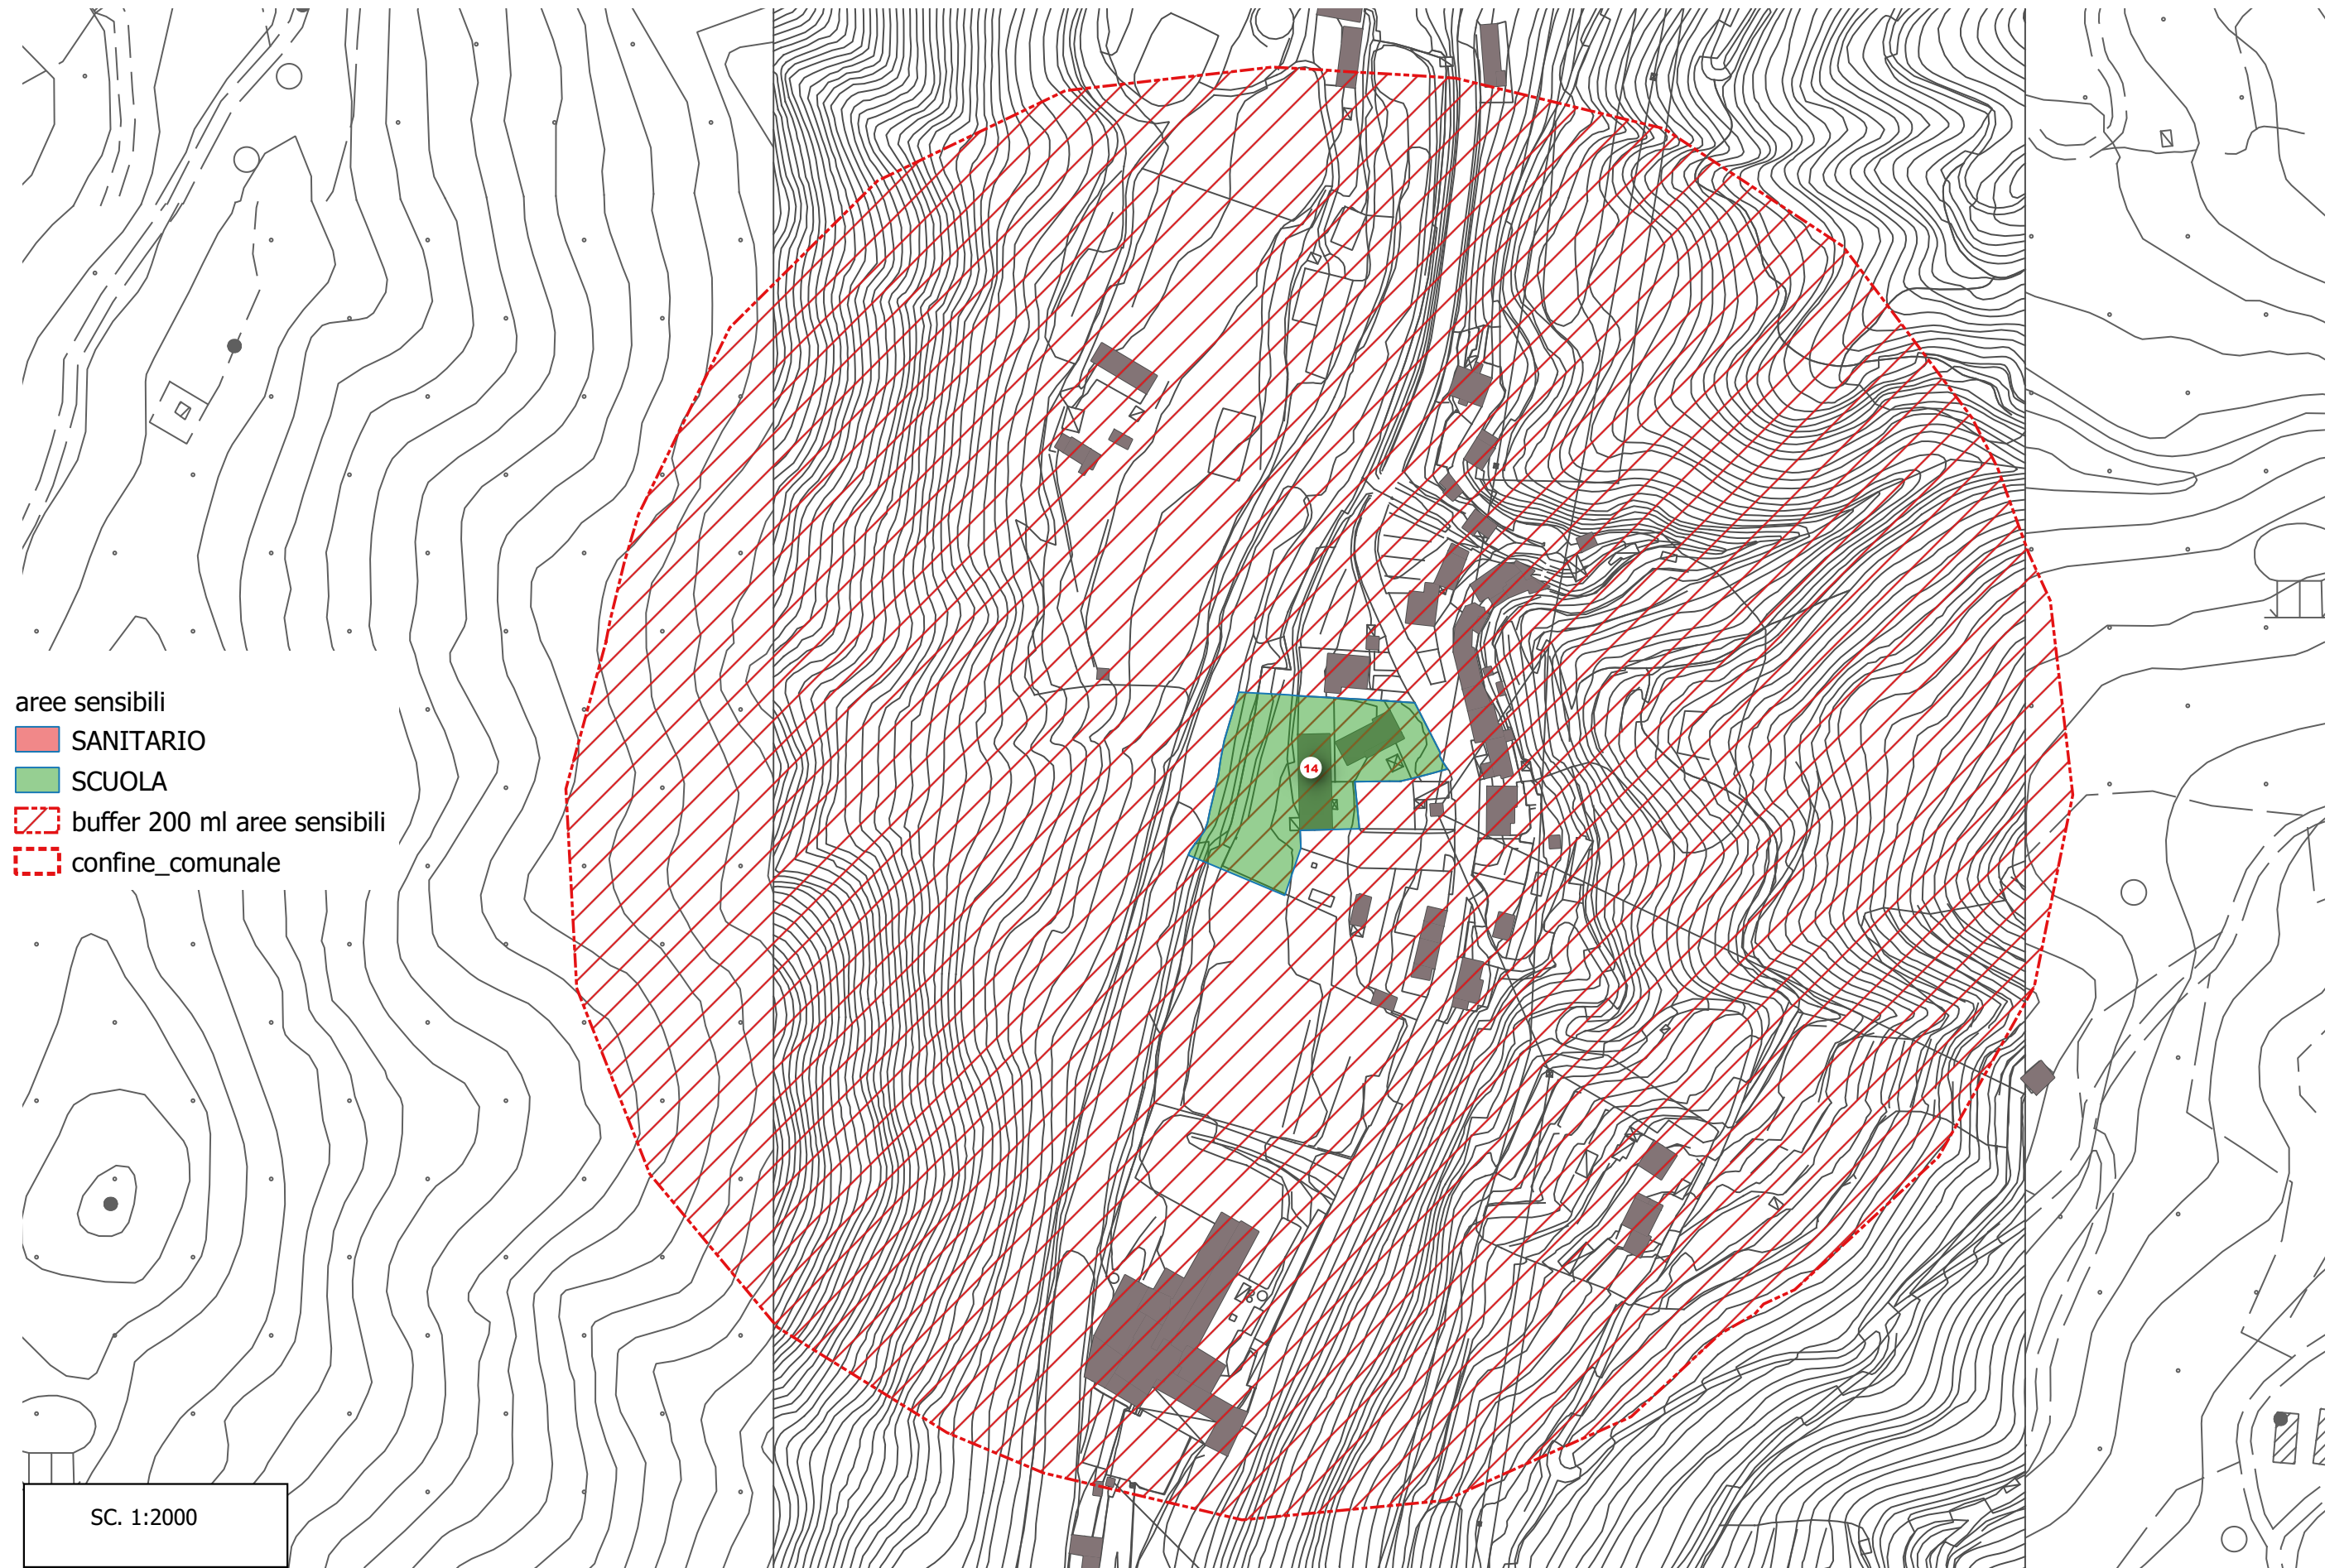 aree sensibili
SANITARIO
SCUOLA
buffer 200 ml aree sensibili
confine_comunale
14
SC. 1:2000